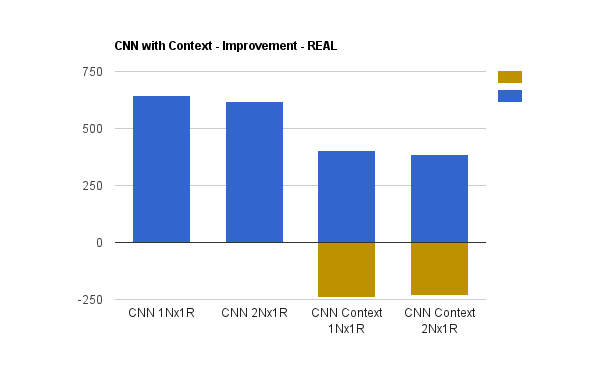 CNN with Context - Improvement - REAL
750
500
250
0
-250
CNN 1Nx1R
CNN 2Nx1R
CNN Context
1Nx1R
CNN Context
2Nx1R